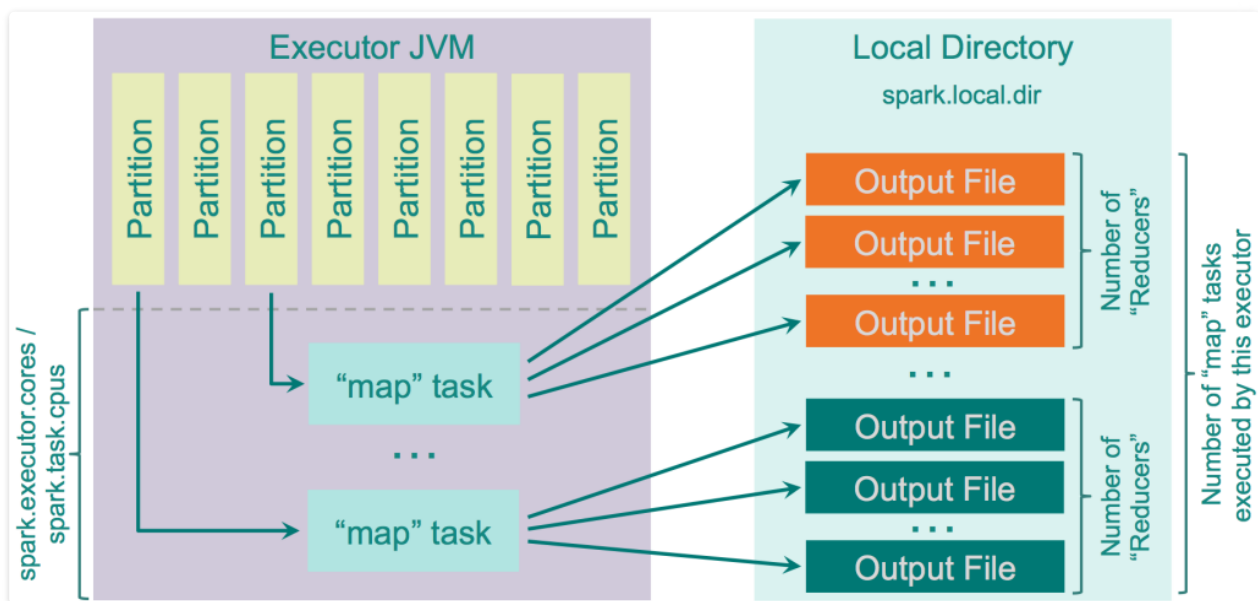 Executor JVM
Partition
Partition
Partition
Partition
Partition
Partition
Partition
Partition
spark.executor.cores /
spark.task.cpus
“map” task
...
“map” task
Local Directory
spark.local.dir
Output File
Output File
...
Output File
Number of
“Reducers”
...
Output File
Output File
...
Output File
Number of
“Reducers”
Number of “map” tasks
executed by this executor